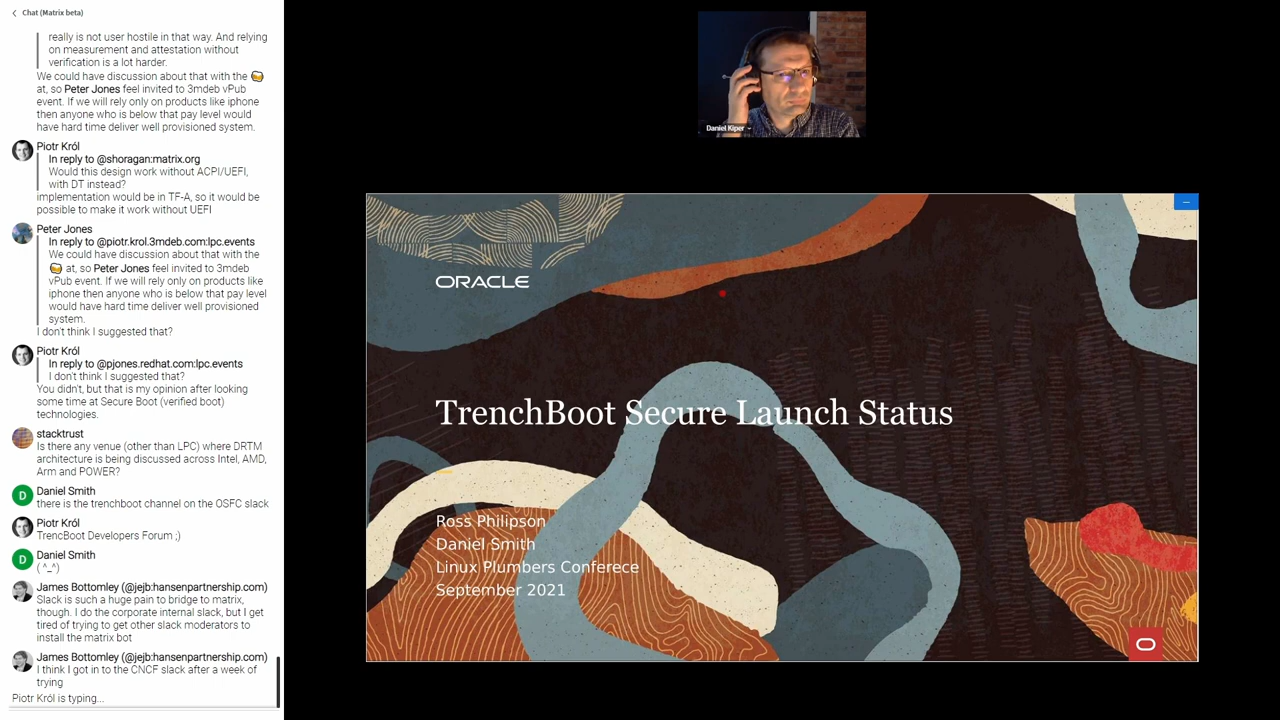 Chat (Matrix beta)
really is not user hostile in that way. And relying
on measurement and attestation without
verification is a lot harder.
We could have discussion about that with the 🍻
at, so Peter Jones feel invited to 3mdeb vPub
event. If we will rely only on products like iphone
then anyone who is below that pay level would
have hard time deliver well provisioned system.
Piotr Król
In reply to @shoragan:matrix.org
Would this design work without ACPI/UEFI,
with DT instead?
implementation would be in TF-A, so it would be
possible to make it work without UEFI
Peter Jones
In reply to @piotr.krol.3mdeb.com:lpc.events
We could have discussion about that with the
🍻 at, so Peter Jones feel invited to 3mdeb
vPub event. If we will rely only on products like
iphone then anyone who is below that pay level
would have hard time deliver well provisioned
system.
I don't think I suggested that?
Piotr Król
In reply to @pjones.redhat.com:lpc.events
I don't think I suggested that?
You didn't, but that is my opinion after looking
some time at Secure Boot (verified boot)
technologies.
stacktrust
Is there any venue (other than LPC) where DRTM
architecture is being discussed across Intel, AMD,
Arm and POWER?
D
Daniel Smith
there is the trenchboot channel on the OSFC slack
Piotr Król
TrencBoot Developers Forum ;)
D
Daniel Smith
( ^_^)
James Bottomley (@jejb:hansenpartnership.com)
Slack is such a huge pain to bridge to matrix,
though. I do the corporate internal slack, but I get
tired of trying to get other slack moderators to
install the matrix bot
James Bottomley (@jejb:hansenpartnership.com)
I think I got in to the CNCF slack after a week of
trying
Piotr Król is typing...
Daniel Kiper
ORACLE
TrenchBoot Secure Launch Status
Ross Philipson
Daniel Smith
Linux Plumbers Conferece
September 2021